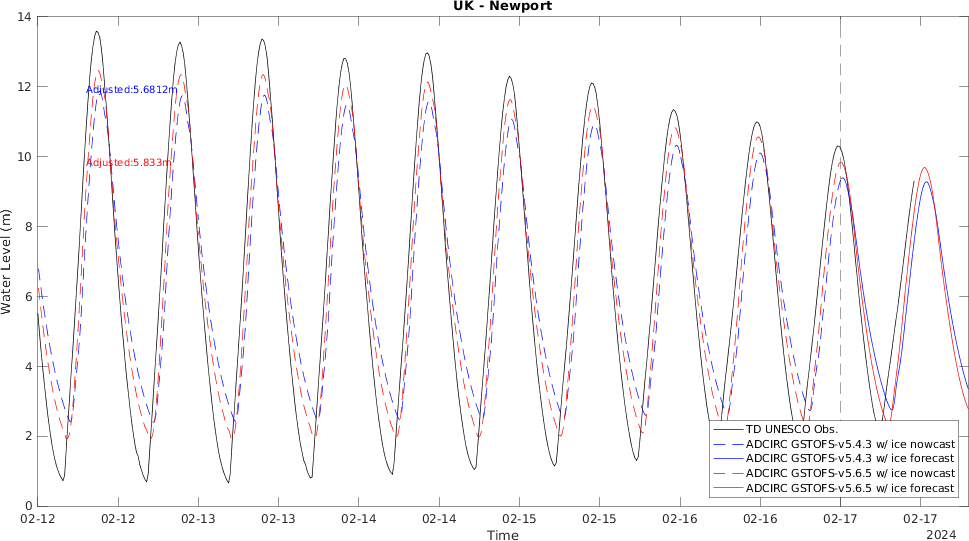 UK - Newport
14
12
10
8
6
4
2
0
Water Level (m)
Adjusted:5.6812m
Adjusted:5.833m
TD UNESCO Obs.
ADCIRC GSTOFS-v5.4.3 w/ ice nowcast
ADCIRC GSTOFS-v5.4.3 w/ ice forecast
ADCIRC GSTOFS-v5.6.5 w/ ice nowcast
ADCIRC GSTOFS-v5.6.5 w/ ice forecast
02-12 02-12 02-13 02-13 02-14 02-14 02-15 02-15 02-16 02-16 02-17 02-17
Time
2024